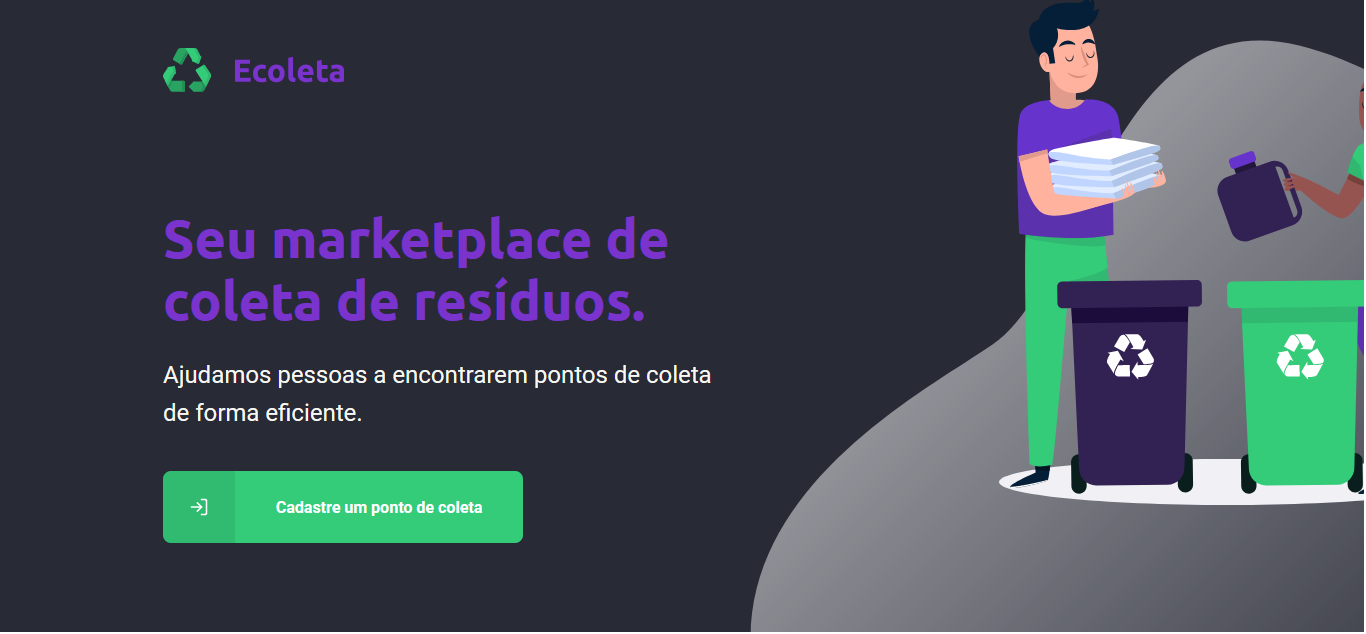 Ecoleta
Seu marketplace de
coleta de resíduos.
Ajudamos pessoas a encontrarem pontos de coleta
de forma eficiente.
Cadastre um ponto de coleta